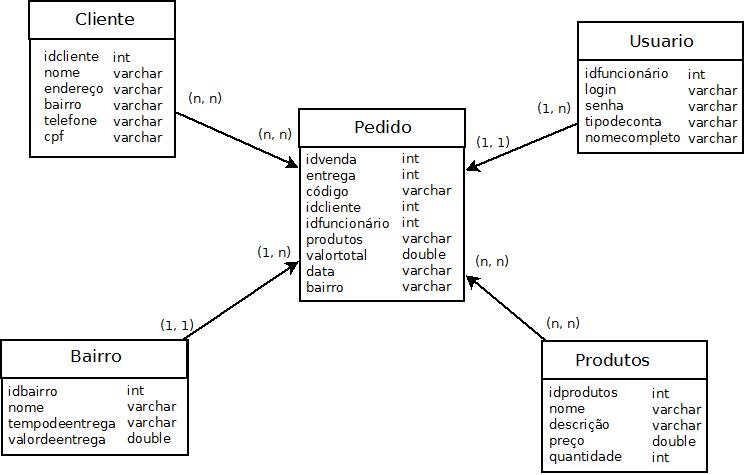 Cliente
idcliente int
nome varchar
endereço varchar
bairro varchar
telefone varchar
cpf varchar
(n, n)
(n, n)
Usuario
idfuncionário int
login varchar
senha varchar
tipodeconta varchar
nomecompleto varchar
(1, n)
(1, 1)
Pedido
idvenda int
entrega int
código varchar
idcliente int
idfuncionário int
produtos varchar
valortotal double
data varchar
bairro varchar
(1, n)
(1, 1)
(n, n)
(n, n)
Bairro
idbairro int
nome varchar
tempodeentrega varchar
valordeentrega double
Produtos
idprodutos int
nome varchar
descrição varchar
preço double
quantidade int